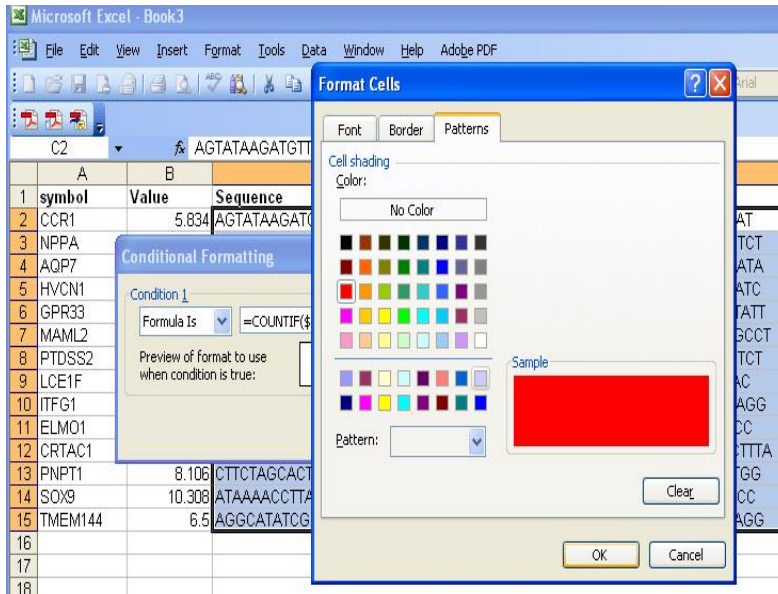 Microsoft Excel - Book3
File Edit View Insert Format Tools Data Window Help Adobe PDF
Format Cells
Arial
Font Border Patterns
C2 fx AGTATAAGATGTT
Cell shading
Color:
No Color
A B
1 symbol Value Sequence
2 CCR1 5.834 AGTATAAGATG AT
3 NPPA TCT
4 AQP7 ATA
5 HVCN1 ATC
6 GPR33 TATT
7 MAML2 GCCT
8 PTDSS2 TCT
9 LCE1F AC
10 ITFG1 AGG
11 ELMO1 CC
12 CRTAC1 CTTTA
13 PNPT1 8.106 CTTCTAGCACT TGG
14 SOX9 10.308 ATAAAACCTTA CC
15 TMEM144 6.5 AGGCATATCG AGG
16
17
18
Conditional Formatting
Condition 1
Formula Is =COUNTIF($
Preview of format to use
when condition is true:
Sample
Pattern:
Clear
OK Cancel